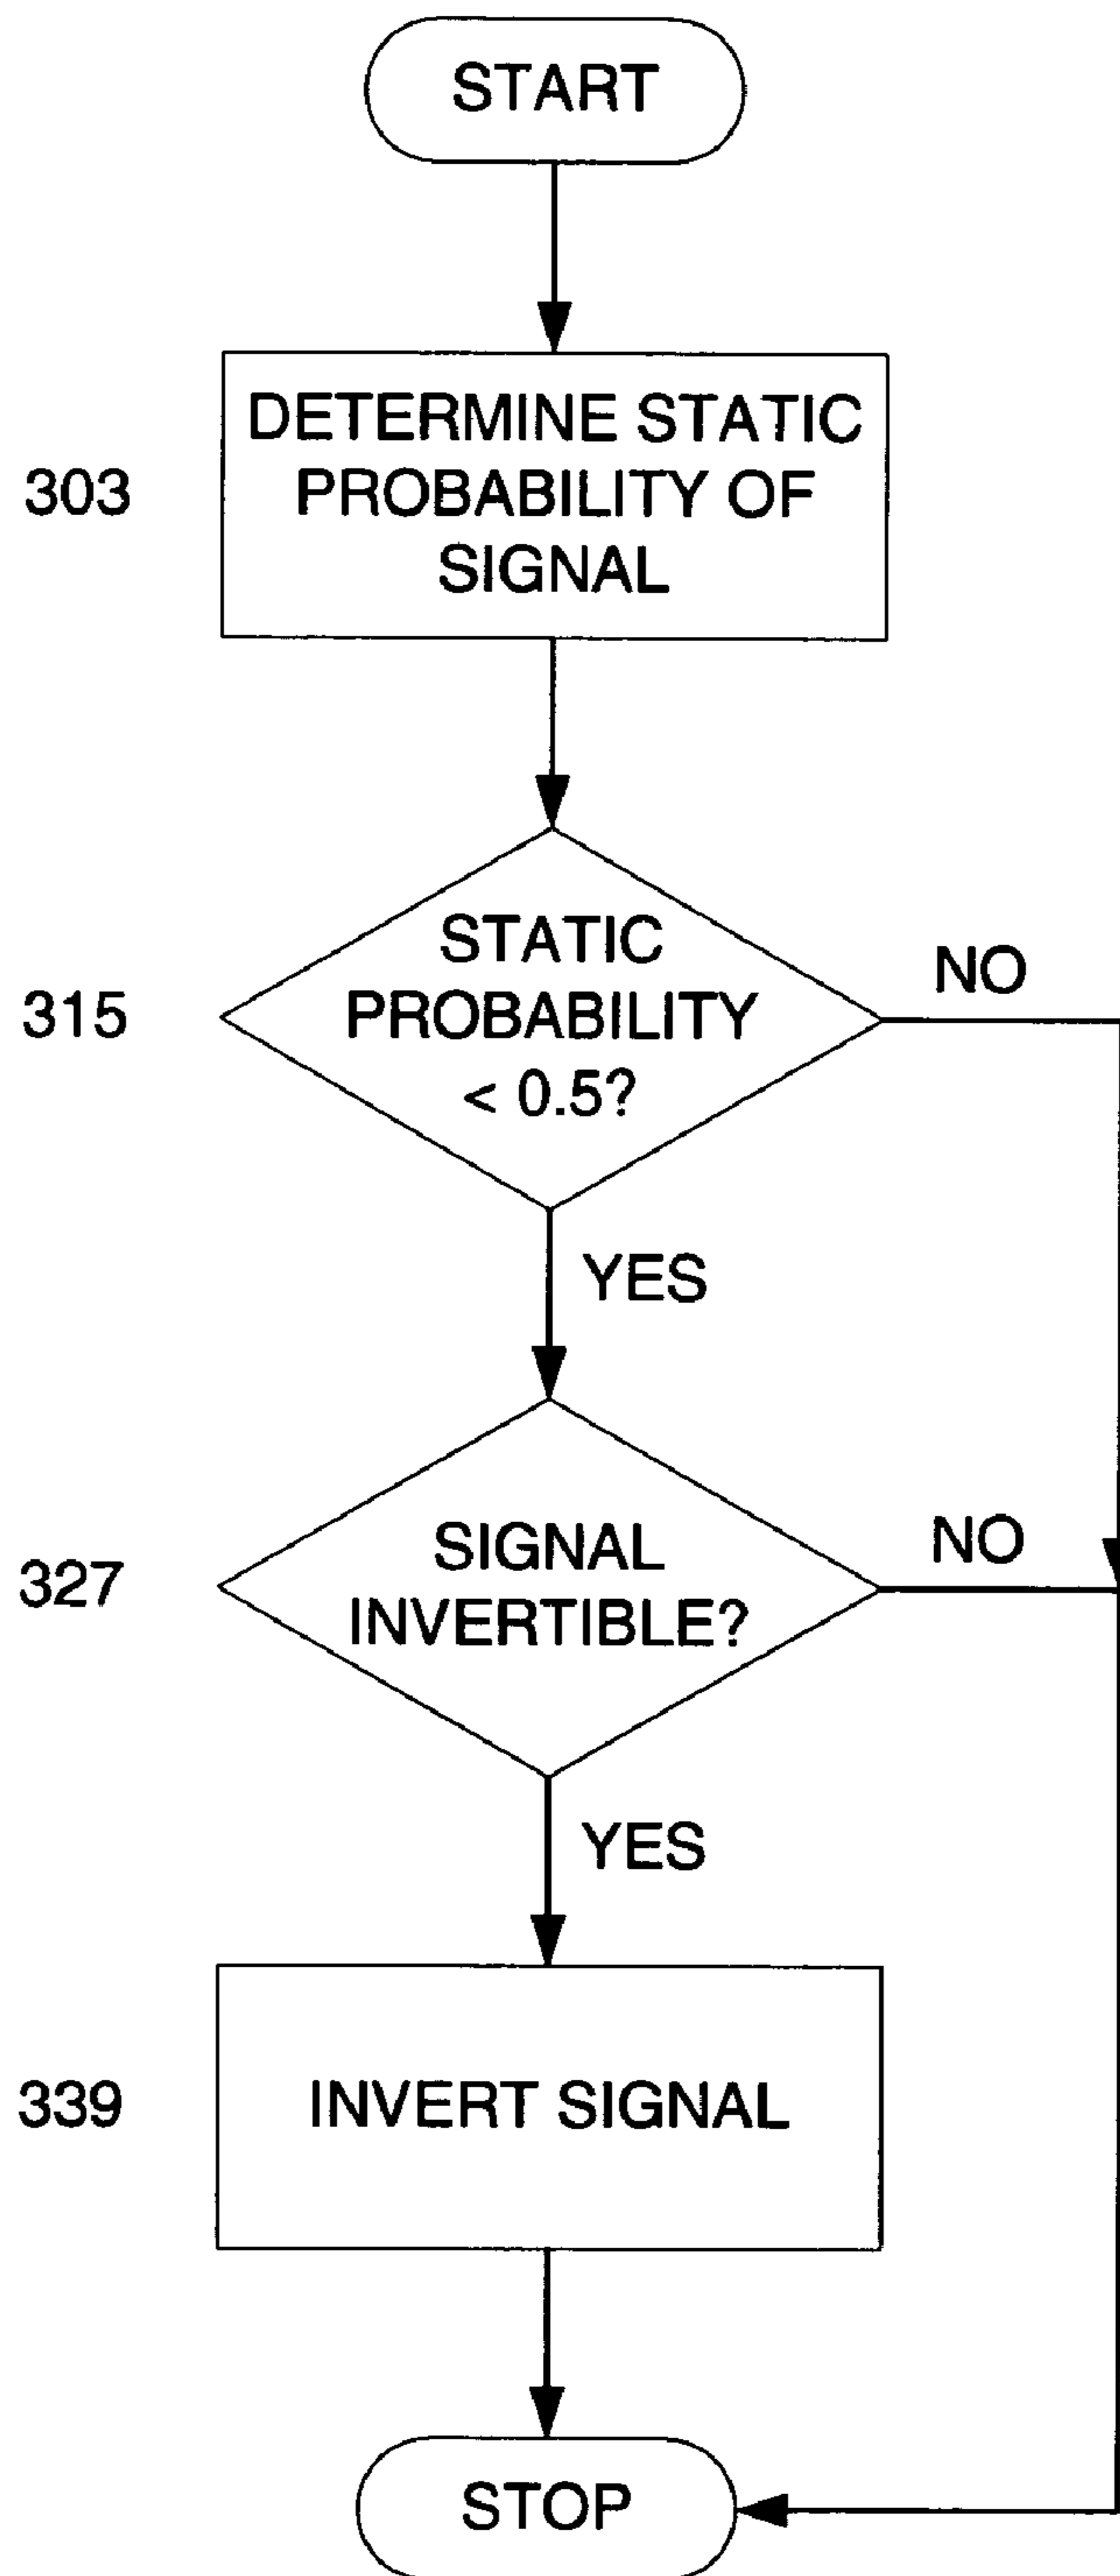 START
303
DETERMINE STATIC
PROBABILITY OF
SIGNAL
315
STATIC
PROBABILITY
< 0.5?
NO
YES
327
SIGNAL
INVERTIBLE?
NO
YES
339
INVERT SIGNAL
STOP